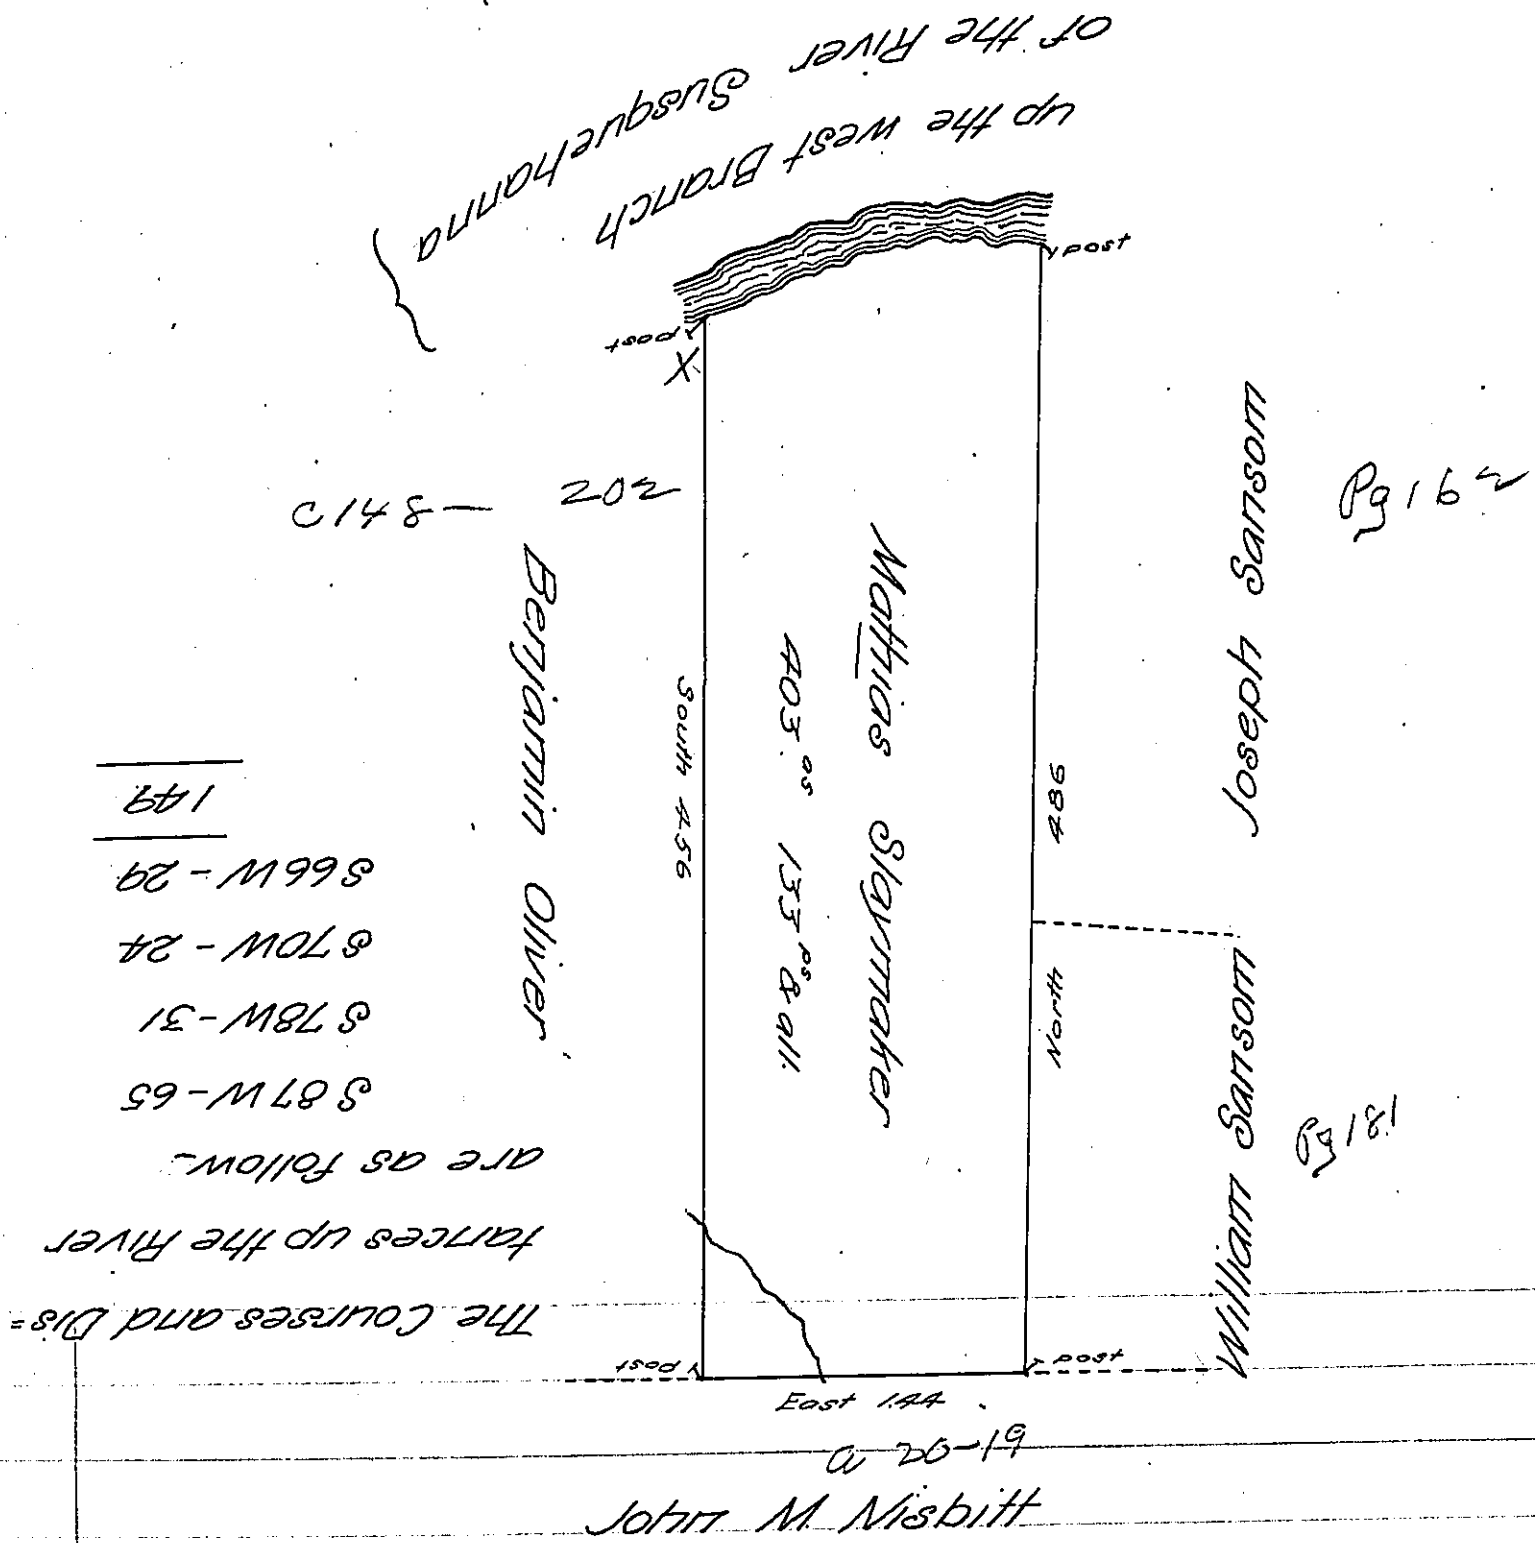 of the River Susquehanna
up the west Branch
post
post
X
C148 — 202
Joseph Sansom
Pg 162
Benjamin Oliver
South 456
Mathias Slaymaker
403.as 133ps & all.
486
North
William Sansom
Pg 181
The Courses and Dis=
tances up the River
are as follow-
S 87 W - 65
S 78 W - 31
S 70 W - 24
S 66 W - 29
149
post
post
East 144
a 20-19
John M Nisbitt